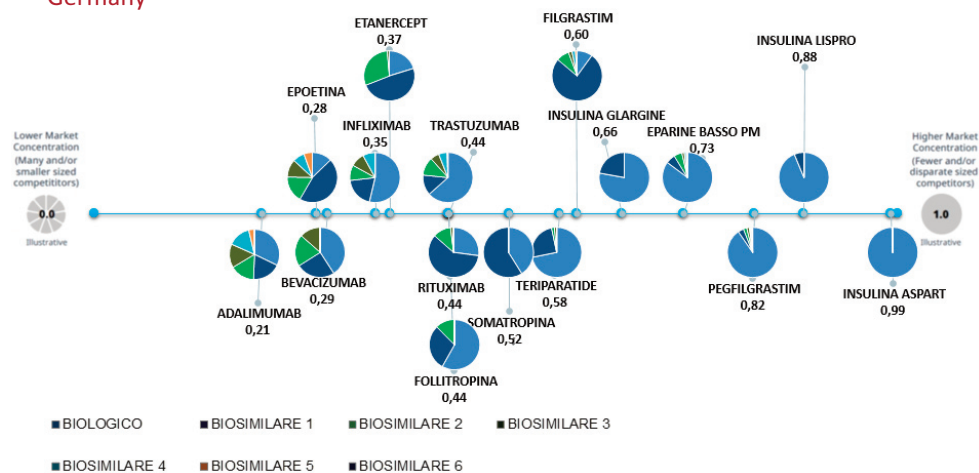 Germany
ETANERCEPT
0,37
FILGRASTIM
0,60
INSULINA LISPRO
0,88
EPOETINA
0,28
INFLIXIMAB
0,35
TRASTUZUMAB
0,44
INSULINA GLARGINE
0,66
EPARINE BASSO PM
0,73
Lower Market
Concentration
(Many and/or
smaller sized
competititors)
0.0
Illustrative
Higher Market
Concentration
(Fewer and/or
disparate sized
competitors)
1.0
Illustrative
ADALIMUMAB
0,21
BEVACIZUMAB
0,29
RITUXIMAB
0,44
SOMATROPINA
0,52
TERIPARATIDE
0,58
PEGFILGRASTIM
0,82
INSULINA ASPART
0,99
FOLLITROPINA
0,44
BIOLOGICO
BIOSIMILARE 1
BIOSIMILARE 2
BIOSIMILARE 3
BIOSIMILARE 4
BIOSIMILARE 5
BIOSIMILARE 6